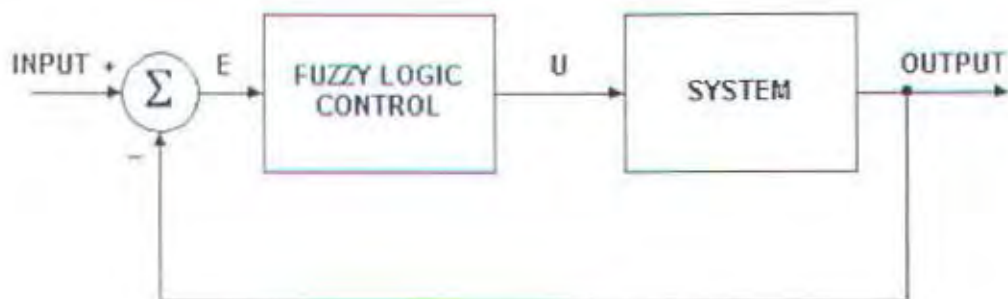 INPUT +
Σ
E
FUZZY LOGIC
CONTROL
U
SYSTEM
OUTPUT
−